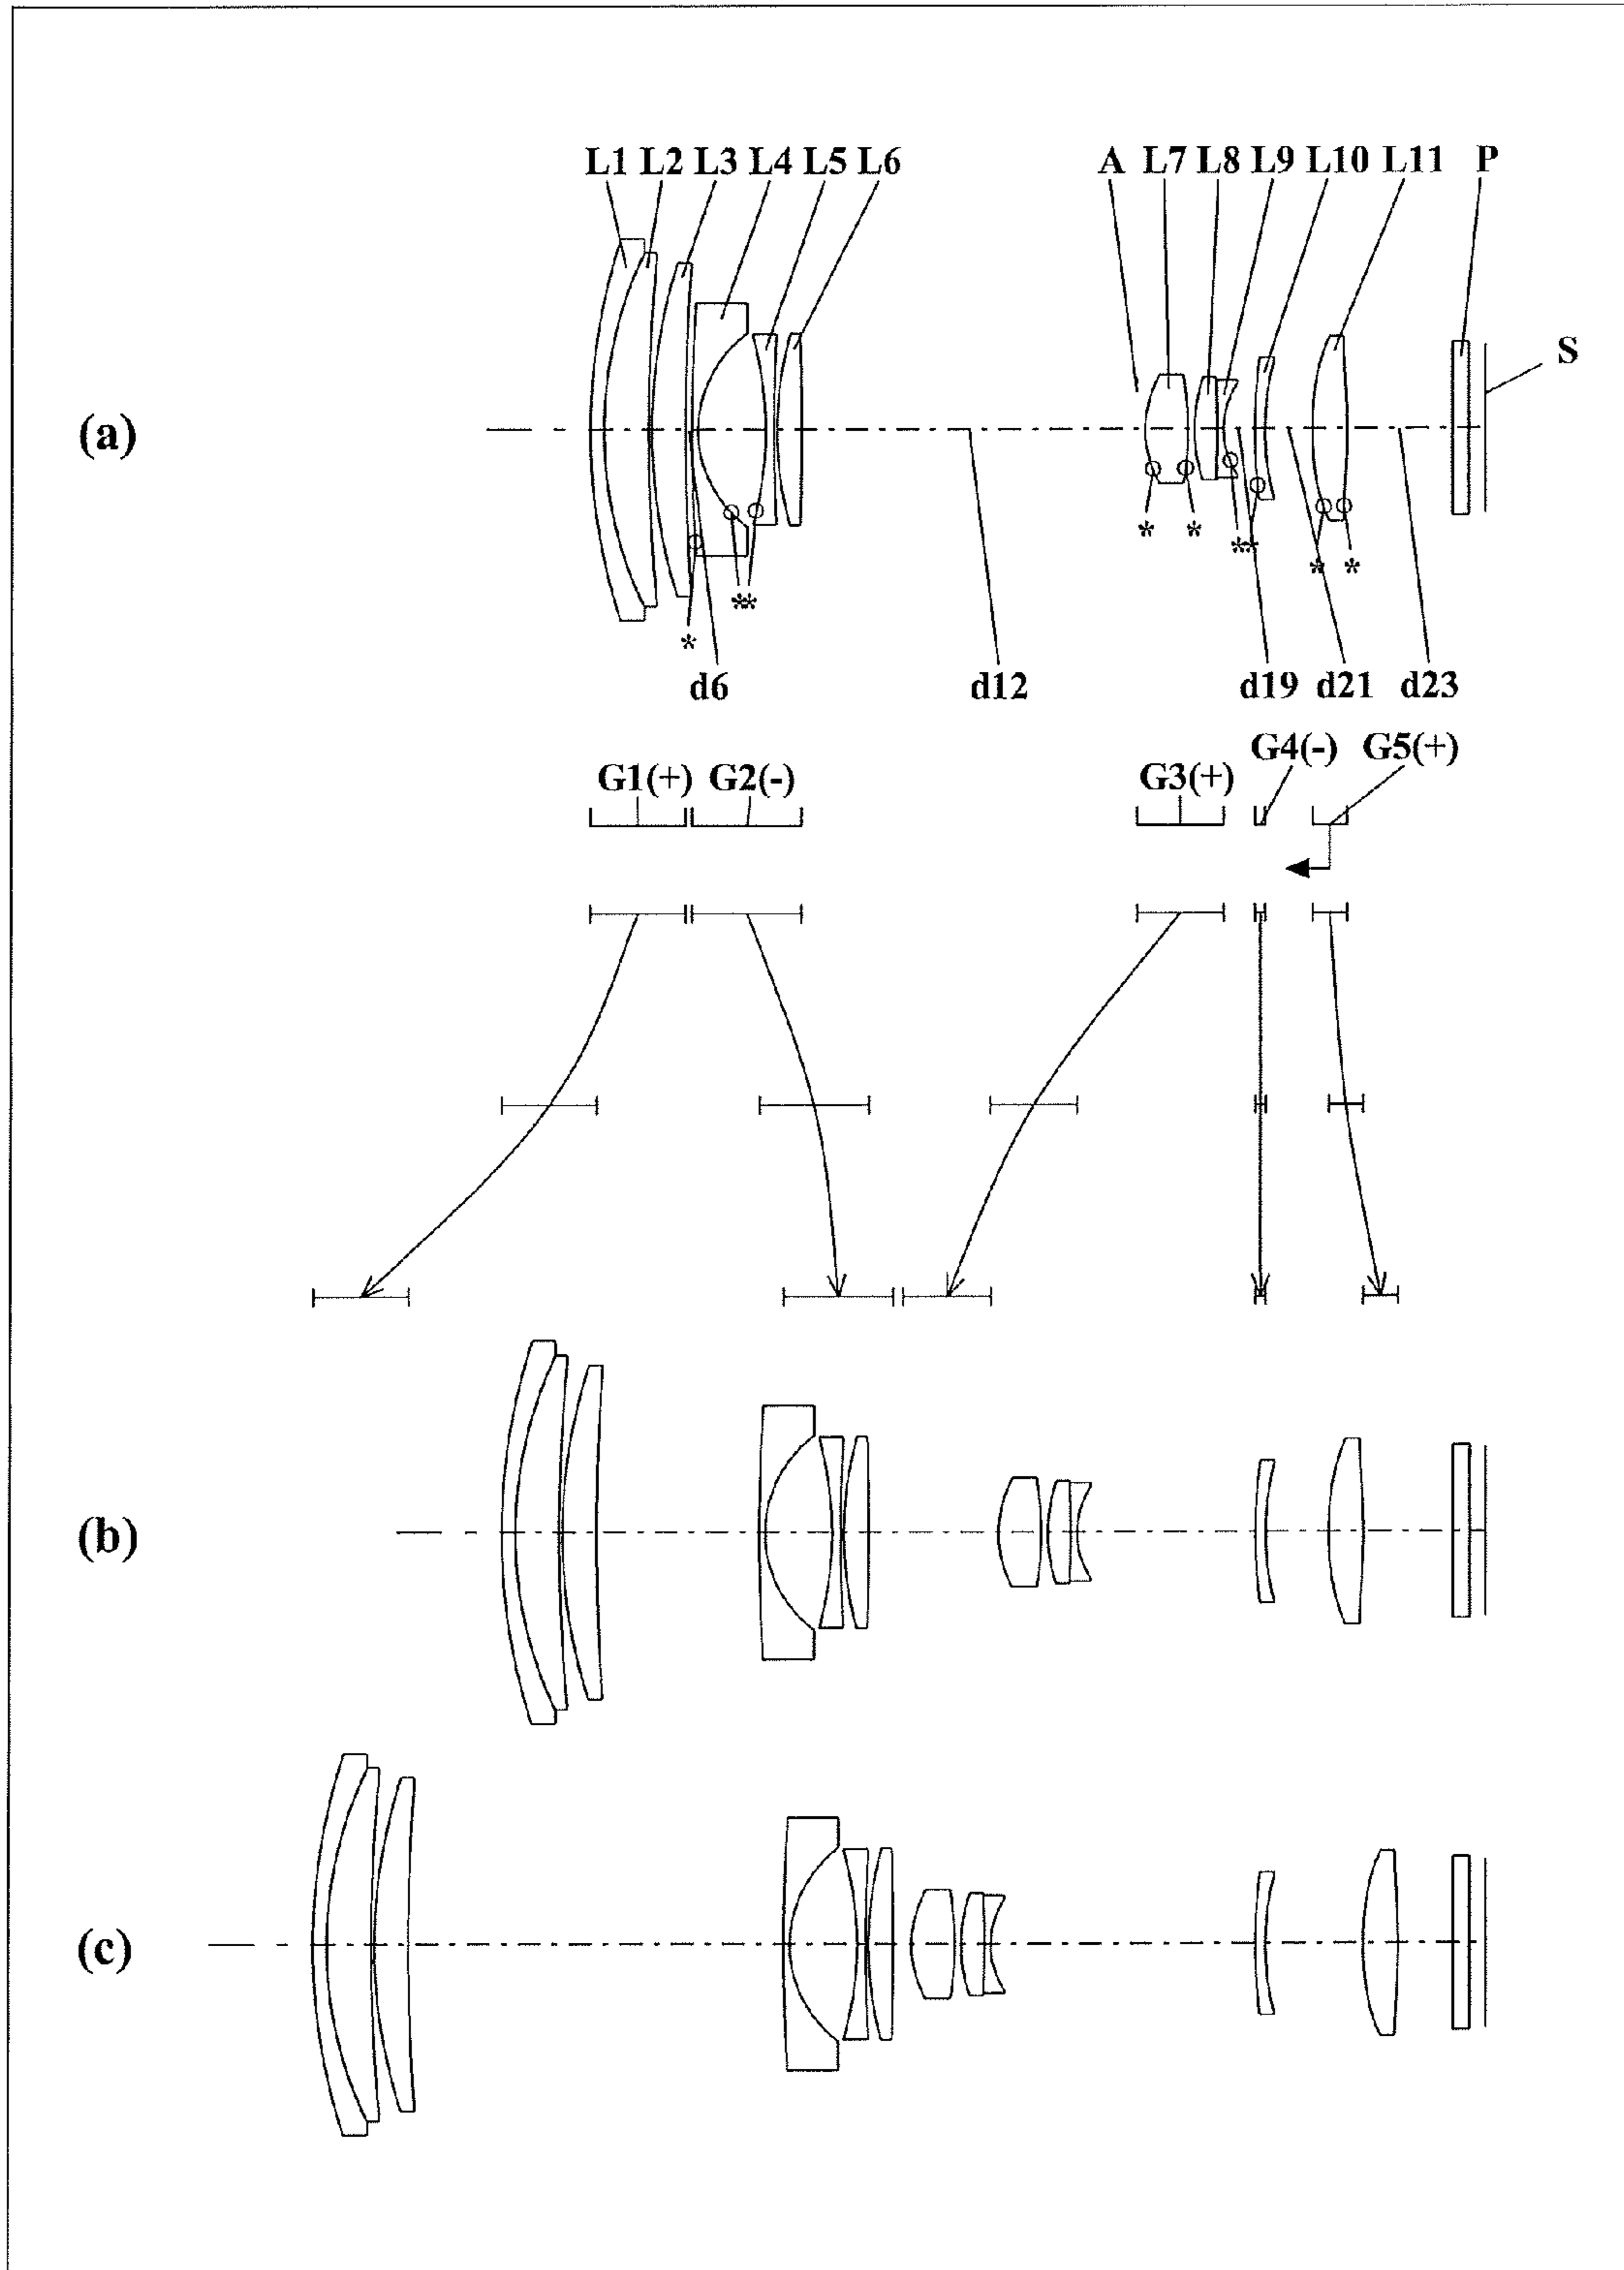 L1 L2 L3 L4 L5 L6 A L7 L8 L9 L10 L11 P
S
(a)
* * ** * *
**
*
d6 d12 d19 d21 d23
G1(+) G2(-) G3(+) G4(-) G5(+)
(b)
(c)